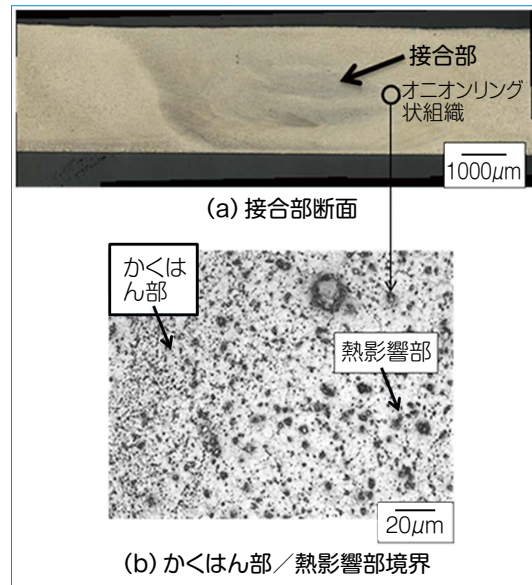 接合部
オニオンリング
状組織
1000μm
(a) 接合部断面
かくは
ん部
熱影響部
20μm
(b) かくはん部／熱影響部境界